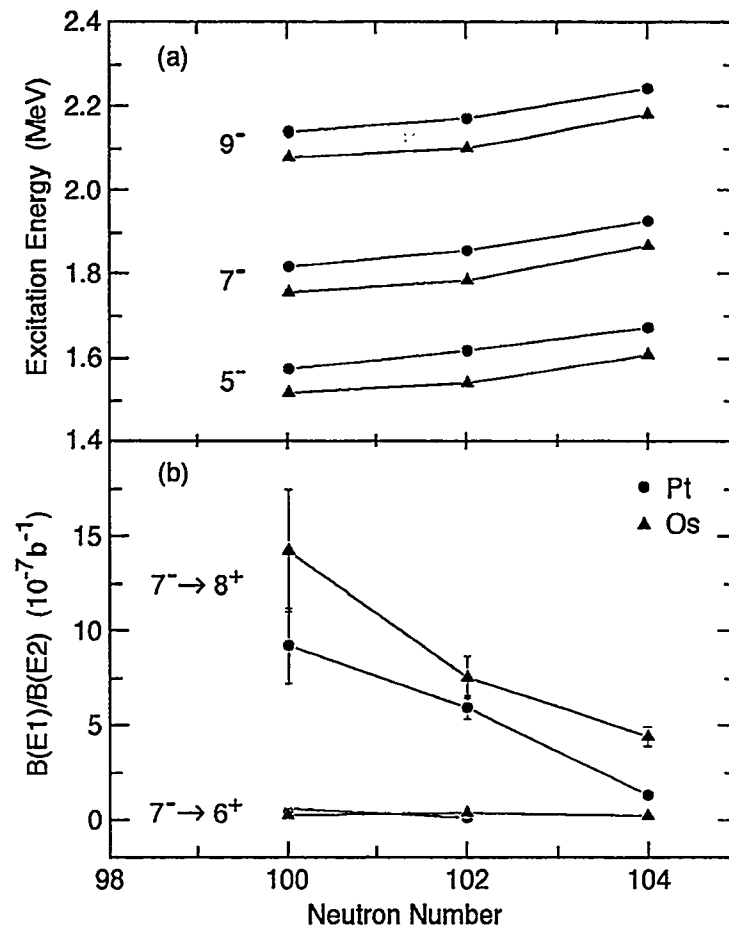 2.4
(a)
2.2
9⁻
2.0
Excitation Energy (MeV)
7⁻
1.8
1.6
5⁻
1.4
(b)
Pt
Os
15
7⁻→8⁺
10
B(E1)/B(E2) (10⁻⁷b⁻¹)
5
7⁻→6⁺
0
98 100 102 104
Neutron Number